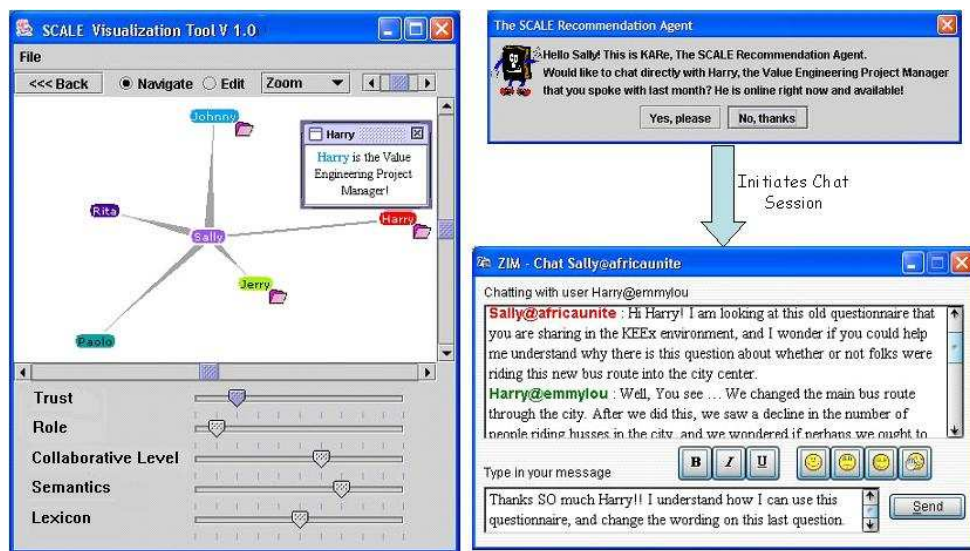 SCALE Visualization Tool V 1.0
File
<<< Back Navigate Edit Zoom
Johnny
Harry
Harry is the Value
Engineering Project
Manager!
Rita
Harry
Sally
Jerry
Paolo
Trust
Role
Collaborative Level
Semantics
Lexicon
The SCALE Recommendation Agent
Hello Sally! This is KARe, The SCALE Recommendation Agent.
Would like to chat directly with Harry, the Value Engineering Project Manager
that you spoke with last month? He is online right now and available!
Yes, please No, thanks
Initiates Chat
Session
ZIM - Chat Sally@africaunite
Chatting with user Harry@emmylou
Sally@africaunite : Hi Harry! I am looking at this old questionnaire that
you are sharing in the KEEx environment, and I wonder if you could help
me understand why there is this question about whether or not folks were
riding this new bus route into the city center.
Harry@emmylou : Well, You see ... We changed the main bus route
through the city. After we did this, we saw a decline in the number of
people riding busses in the city, and we wondered if perhaps we ought to
B I U
Type in your message
Thanks SO much Harry!! I understand how I can use this
questionnaire, and change the wording on this last question.
Send